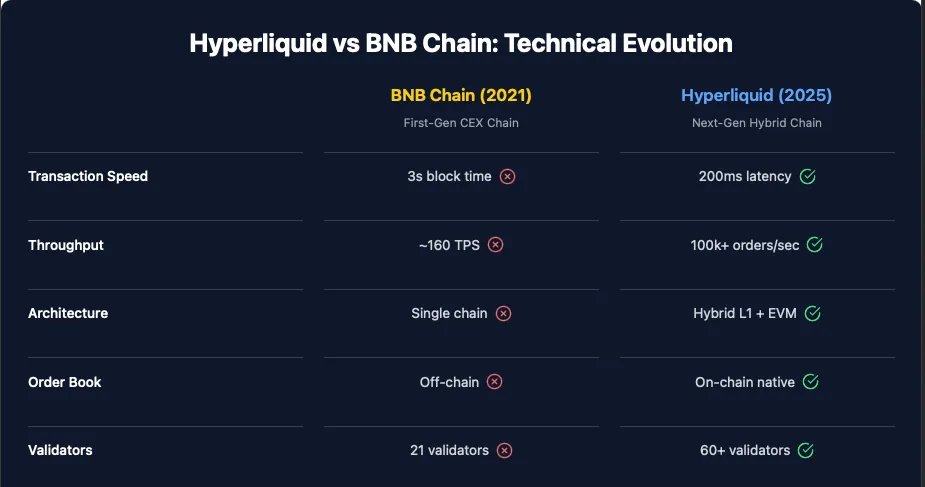 Hyperliquid vs BNB Chain: Technical Evolution
BNB Chain (2021)
Hyperliquid (2025)
First-Gen CEX Chain
Next-Gen Hybrid Chain
Transaction Speed
3s block time
200ms latency
Throughput
~160 TPS
100k+ orders/sec
Architecture
Single chain
Hybrid L1 + EVM
Order Book
Off-chain
On-chain native
Validators
21 validators
60+ validators